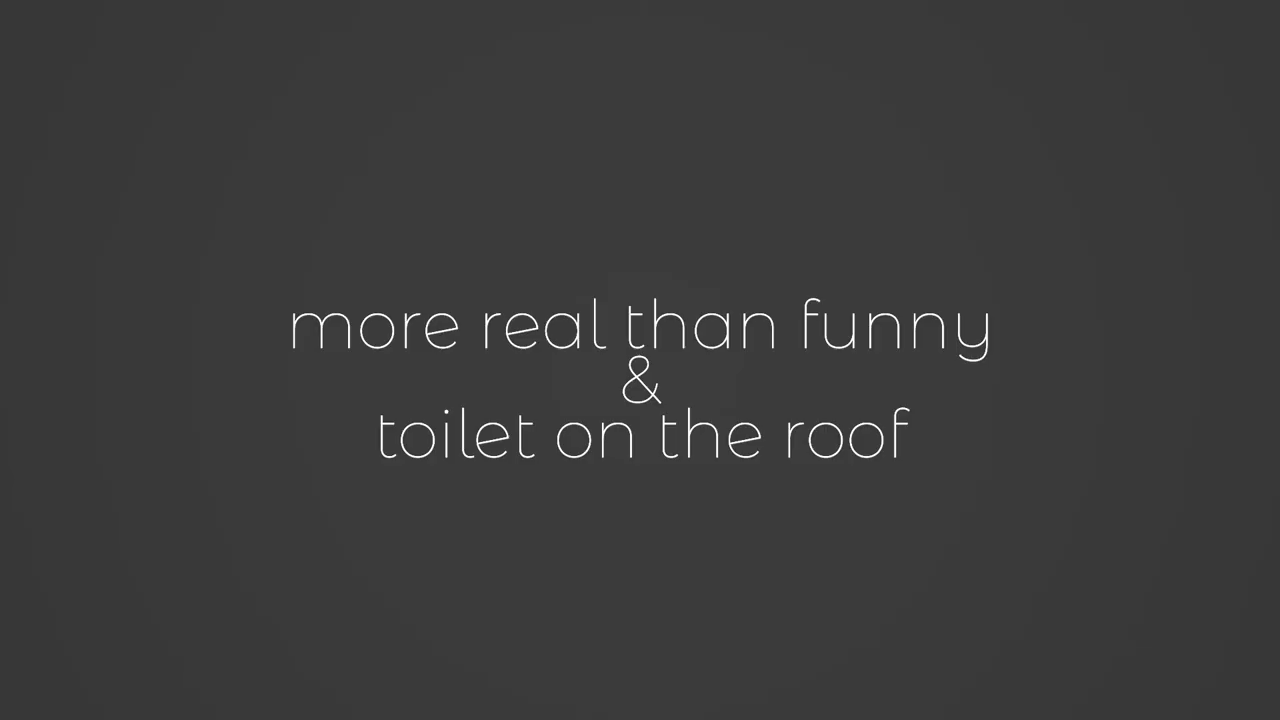 more real than funny
&
toilet on the roof